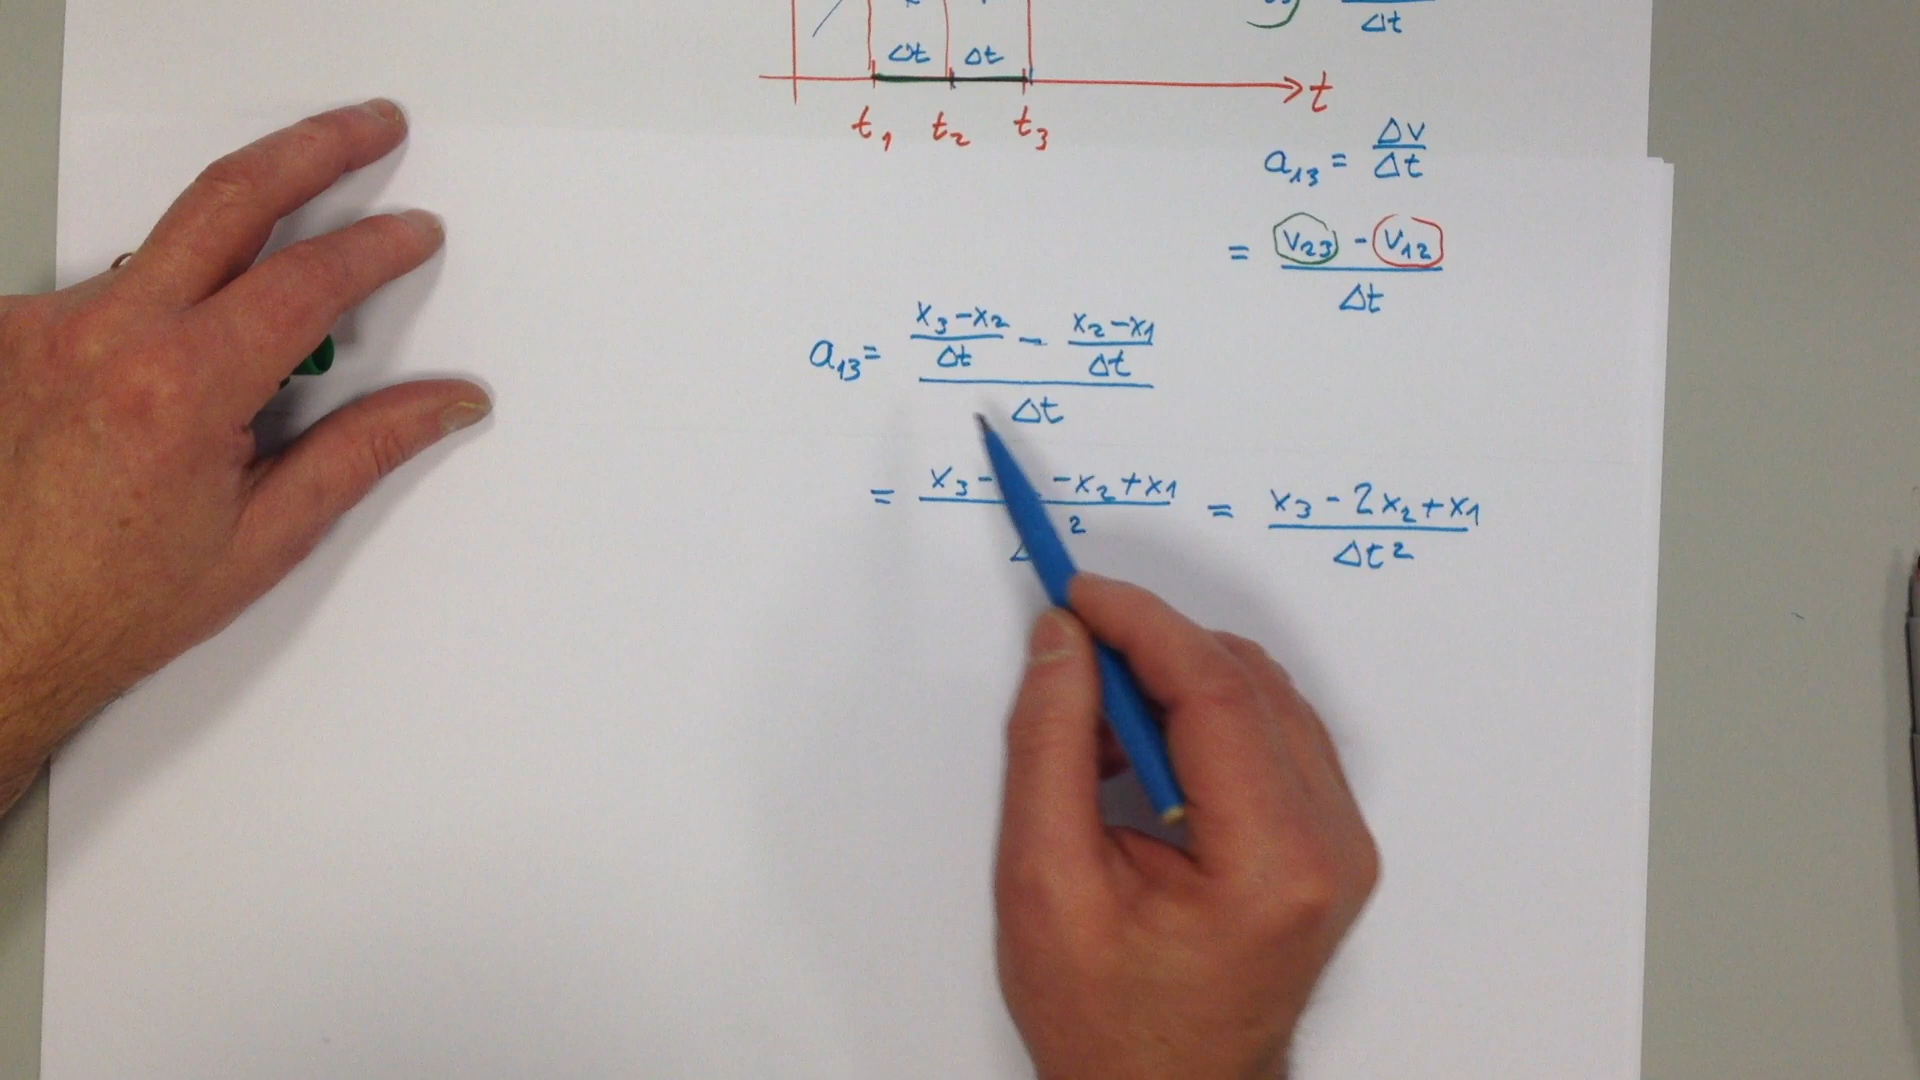 Δt
Δt Δt
t
t₁ t₂ t₃
a₁₃ = Δv/Δt
= (v₂₃ - v₁₂)/Δt
a₁₃ = ((x₃-x₂)/Δt - (x₂-x₁)/Δt)/Δt
= x₃- -x₂+x₁ / Δ ² = (x₃ - 2x₂+x₁)/Δt²